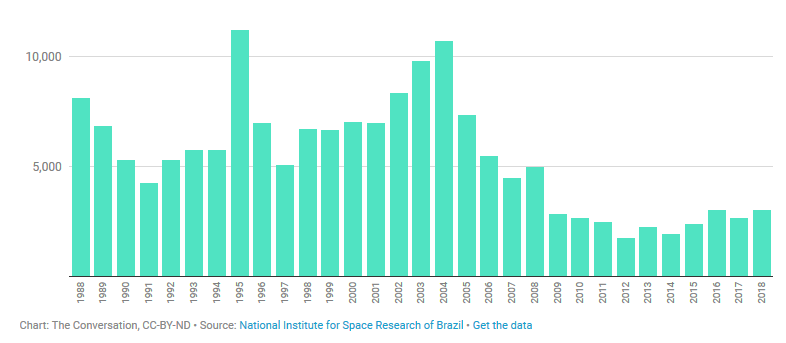 10,000
5,000
1988 1989 1990 1991 1992 1993 1994 1995 1996 1997 1998 1999 2000 2001 2002 2003 2004 2005 2006 2007 2008 2009 2010 2011 2012 2013 2014 2015 2016 2017 2018
Chart: The Conversation, CC-BY-ND • Source: National Institute for Space Research of Brazil • Get the data